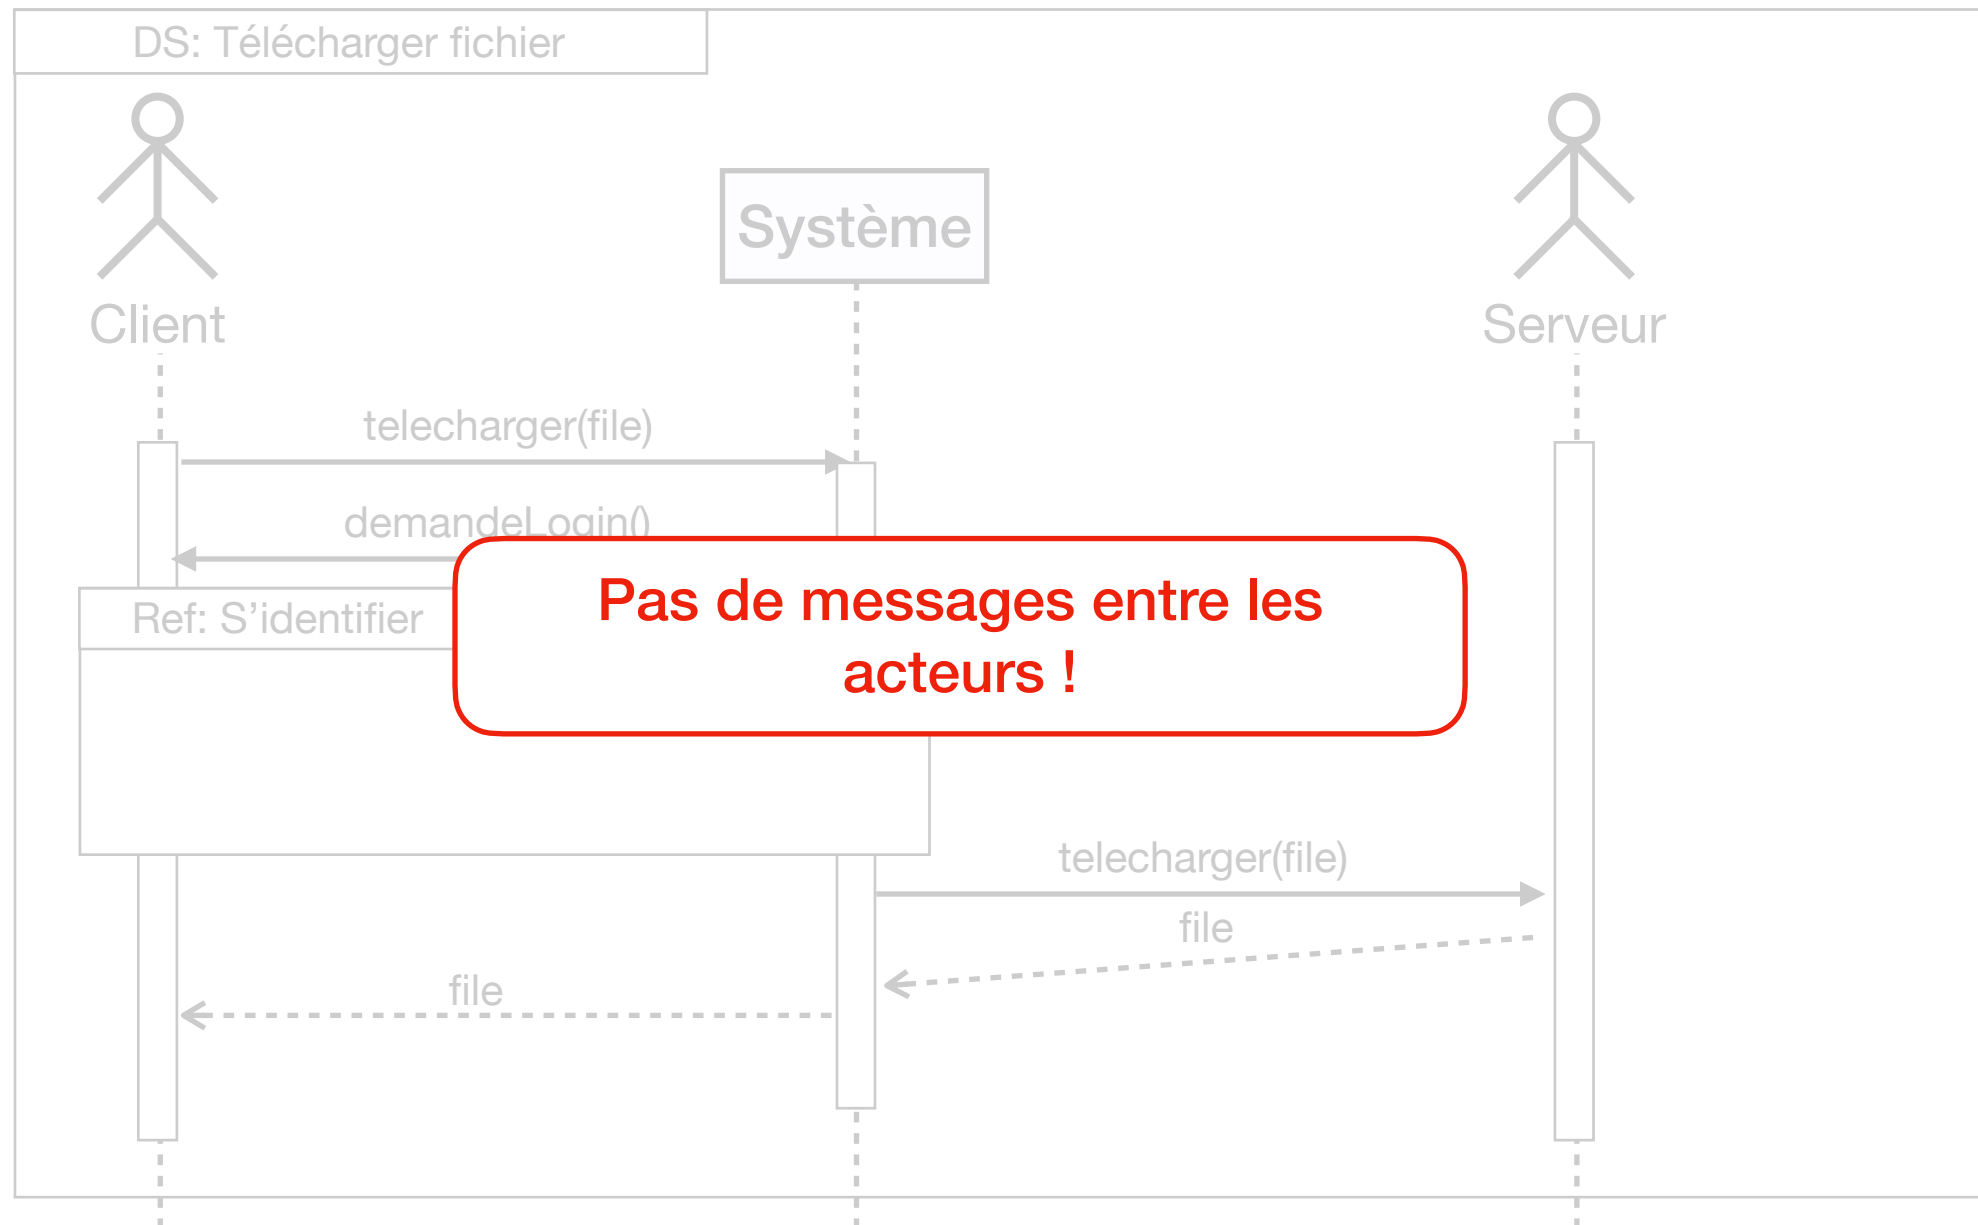 DS: Télécharger fichier
Système
Client
Serveur
telecharger(file)
demandeLogin()
Ref: S’identifier
Pas de messages entre les
acteurs !
telecharger(file)
file
file